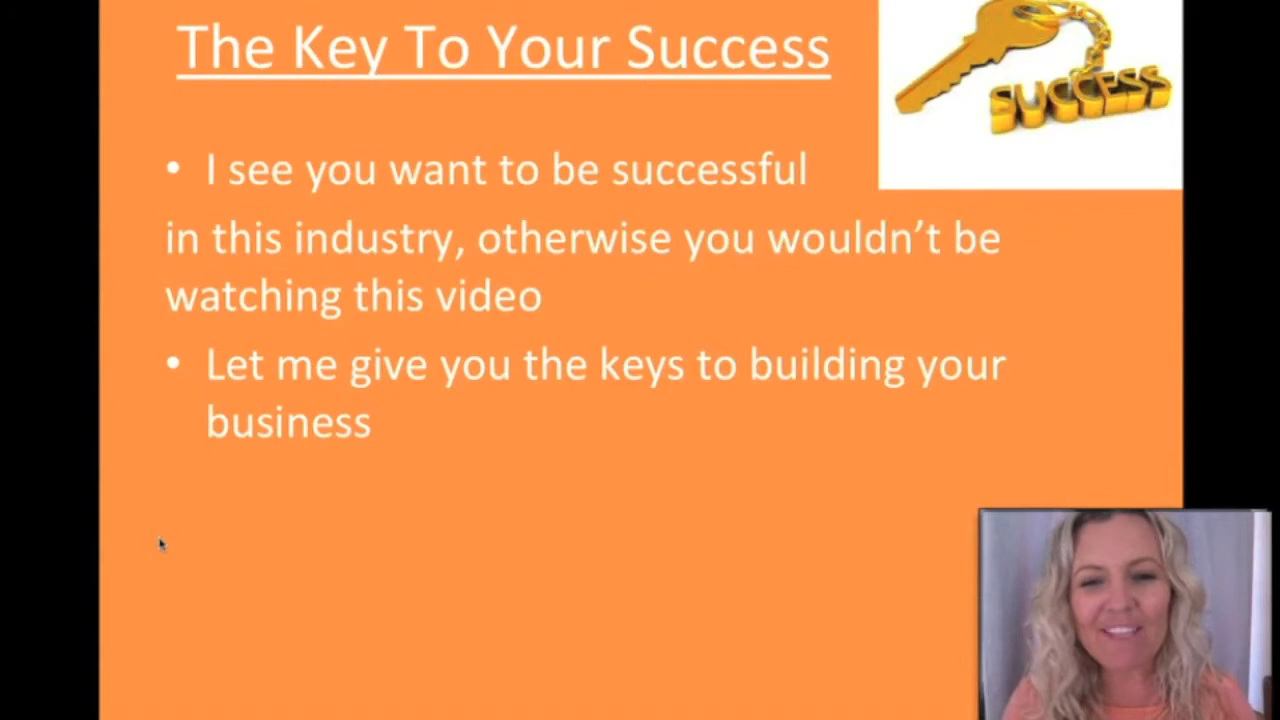 The Key To Your Success
SUCCESS
• I see you want to be successful
in this industry, otherwise you wouldn’t be
watching this video
• Let me give you the keys to building your
business